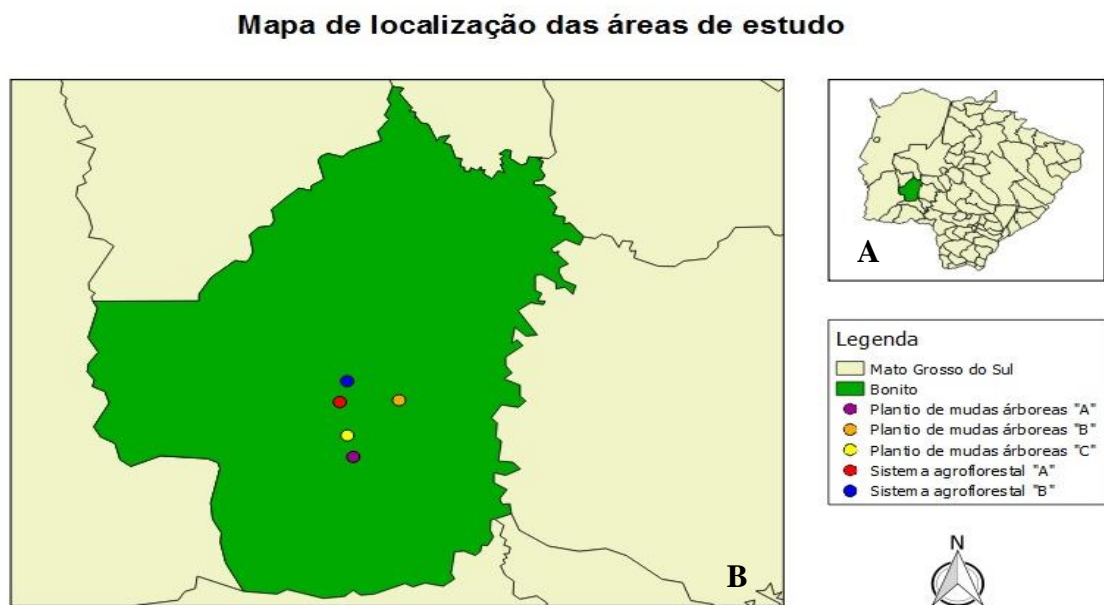 Mapa de localização das áreas de estudo
A
B
Legenda
Mato Grosso do Sul
Bonito
Plantio de mudas árboreas "A"
Plantio de mudas árboreas "B"
Plantio de mudas árboreas "C"
Sistema agroflorestal "A"
Sistema agroflorestal "B"
N